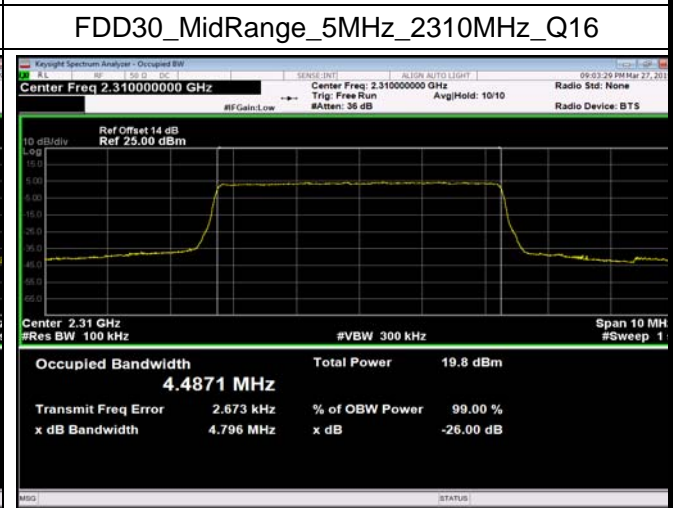 FDD30_MidRange_5MHz_2310MHz_Q16
Keysight Spectrum Analyzer - Occupied BW
RL RF 50 Ω DC SENSE:INT ALIGN AUTO LIGHT 09:03:29 PM Mar 27, 201
Center Freq 2.310000000 GHz
Center Freq: 2.310000000 GHz Radio Std: None
Trig: Free Run Avg|Hold: 10/10
#IFGain:Low #Atten: 36 dB Radio Device: BTS
Ref Offset 14 dB
10 dB/div Ref 25.00 dBm
Log
15.0
5.00
-5.00
-15.0
-25.0
-35.0
-45.0
-55.0
-65.0
Center 2.31 GHz Span 10 MH
#Res BW 100 kHz #VBW 300 kHz #Sweep 1
Occupied Bandwidth Total Power 19.8 dBm
4.4871 MHz
Transmit Freq Error 2.673 kHz % of OBW Power 99.00 %
x dB Bandwidth 4.796 MHz x dB -26.00 dB
MSG STATUS